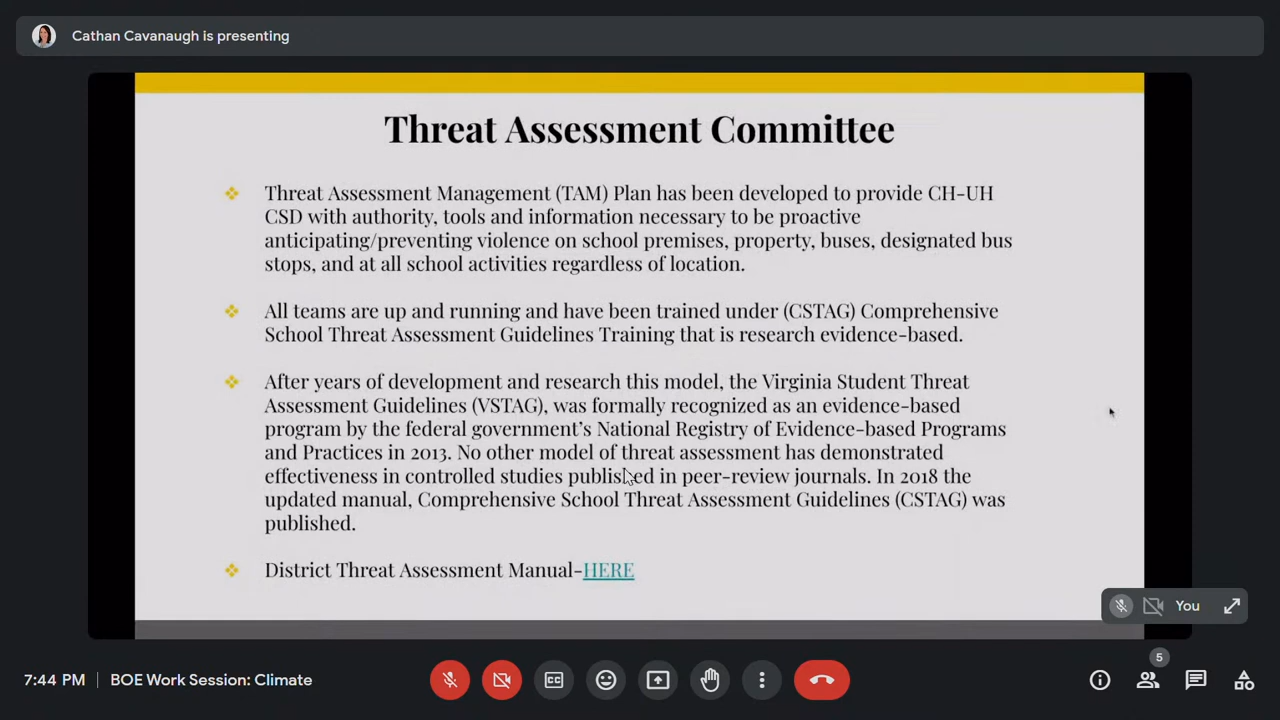 Cathan Cavanaugh is presenting
Threat Assessment Committee
Threat Assessment Management (TAM) Plan has been developed to provide CH-UH
CSD with authority, tools and information necessary to be proactive
anticipating/preventing violence on school premises, property, buses, designated bus
stops, and at all school activities regardless of location.
All teams are up and running and have been trained under (CSTAG) Comprehensive
School Threat Assessment Guidelines Training that is research evidence-based.
After years of development and research this model, the Virginia Student Threat
Assessment Guidelines (VSTAG), was formally recognized as an evidence-based
program by the federal government's National Registry of Evidence-based Programs
and Practices in 2013. No other model of threat assessment has demonstrated
effectiveness in controlled studies published in peer-review journals. In 2018 the
updated manual, Comprehensive School Threat Assessment Guidelines (CSTAG) was
published.
District Threat Assessment Manual-HERE
You
5
7:44 PM | BOE Work Session: Climate